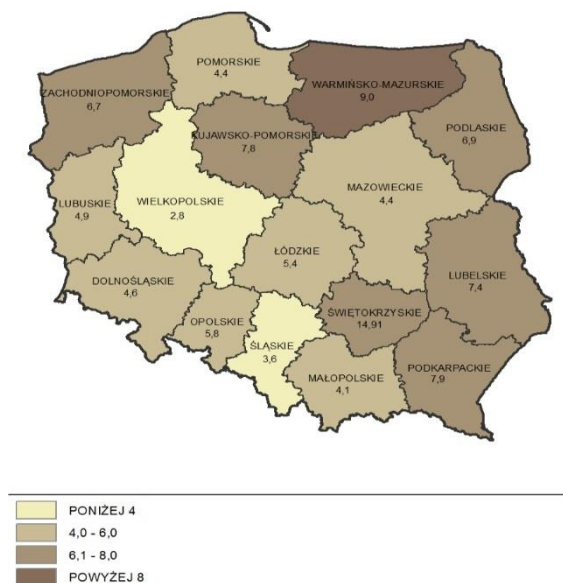 POMORSKIE
4,4
WARMIŃSKO-MAZURSKIE
9,0
ZACHODNIOPOMORSKIE
6,7
PODLASKIE
6,9
KUJAWSKO-POMORSKIE
7,8
MAZOWIECKIE
4,4
LUBUSKIE
4,9
WIELKOPOLSKIE
2,8
ŁÓDZKIE
5,4
LUBELSKIE
7,4
DOLNOŚLĄSKIE
4,6
OPOLSKIE
5,8
ŚWIĘTOKRZYSKIE
14,91
ŚLĄSKIE
3,6
PODKARPACKIE
7,9
MAŁOPOLSKIE
4,1
PONIŻEJ 4
4,0 - 6,0
6,1 - 8,0
POWYŻEJ 8